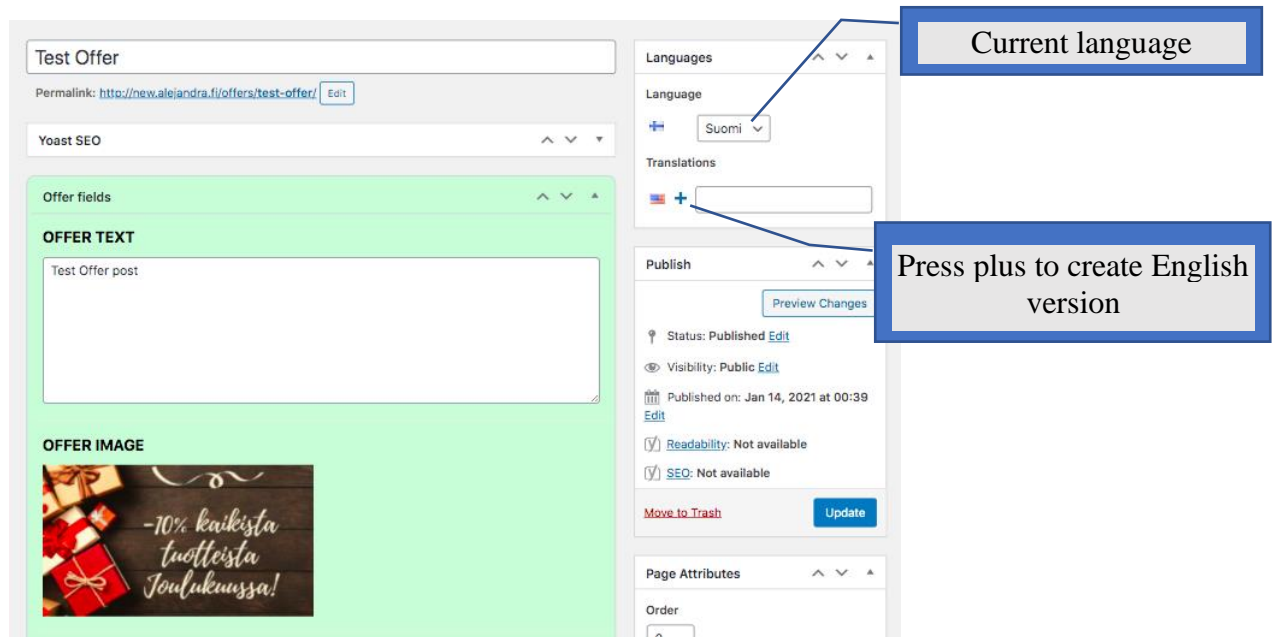 Current language
Test Offer
Permalink: http://new.alejandra.fi/offers/test-offer/ Edit
Yoast SEO
Offer fields
OFFER TEXT
Test Offer post
OFFER IMAGE
-10% kaikista
tuotteista
Joulukuussa!
Languages
Language
Suomi
Translations
Press plus to create English
version
Publish
Preview Changes
Status: Published Edit
Visibility: Public Edit
Published on: Jan 14, 2021 at 00:39
Edit
Readability: Not available
SEO: Not available
Move to Trash
Update
Page Attributes
Order